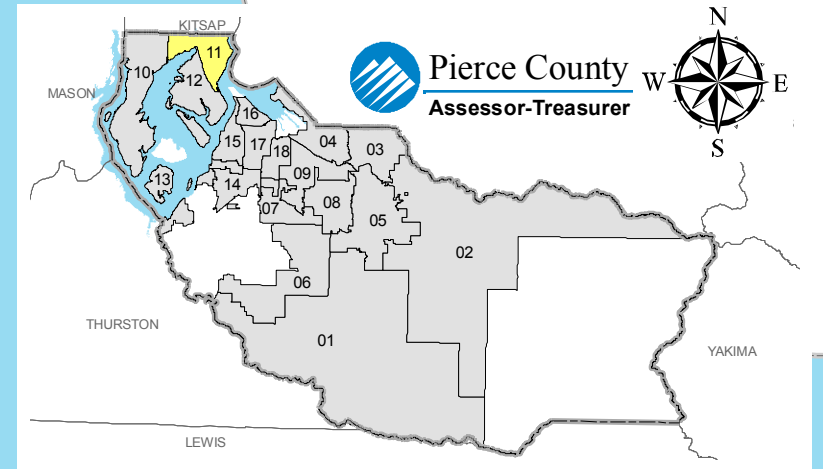 KITSAP
N
11
10
Pierce County
12
W
E
MASON
Assessor-Treasurer
16
S
15
17
18
04
03
09
13
14
07
08
05
02
06
THURSTON
01
YAKIMA
LEWIS